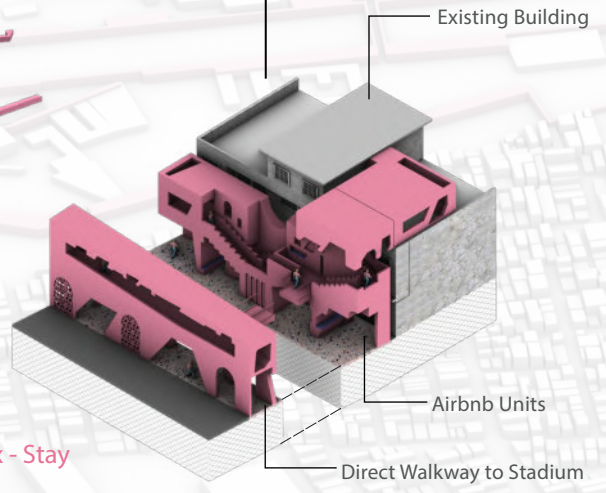 Existing Building
Airbnb Units
- Stay
Direct Walkway to Stadium